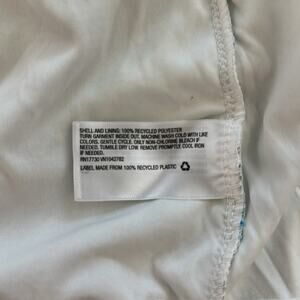 SHELL AND LINING: 100% RECYCLED POLYESTER
TURN GARMENT INSIDE OUT. MACHINE WASH COLD WITH LIKE
COLORS, GENTLE CYCLE. ONLY NON-CHLORINE BLEACH IF
NEEDED. TUMBLE DRY LOW. REMOVE PROMPTLY. COOL IRON
IF NEEDED.
RN17730 VN1043782
LABEL MADE FROM 100% RECYCLED PLASTIC